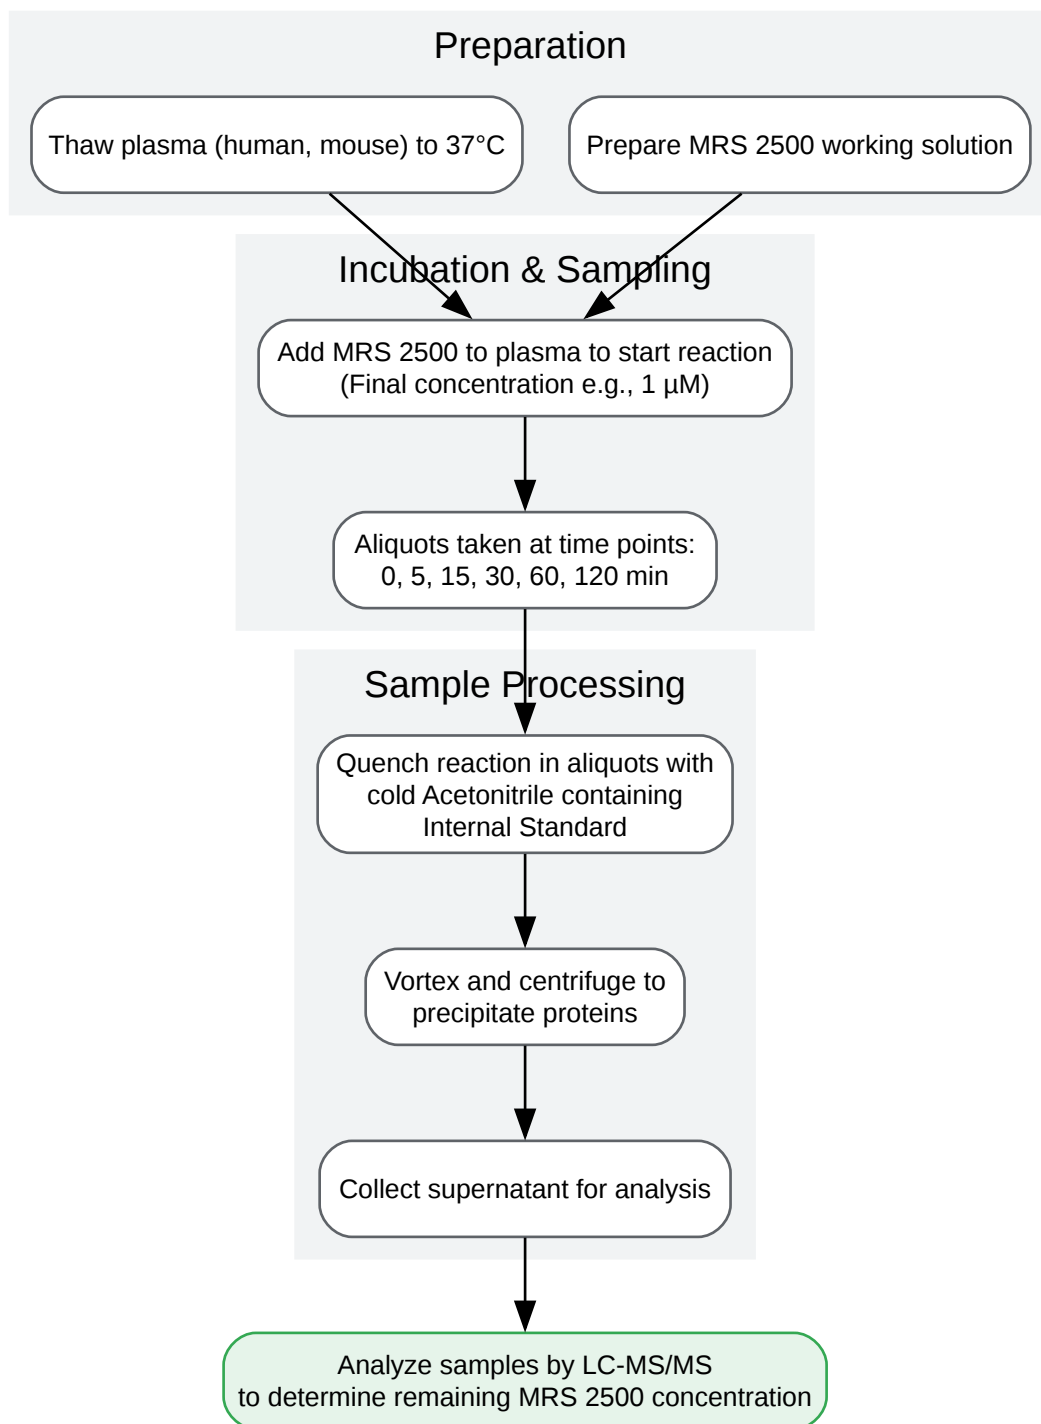 Preparation
Thaw plasma (human, mouse) to 37°C
Prepare MRS 2500 working solution
Incubation & Sampling
Add MRS 2500 to plasma to start reaction
(Final concentration e.g., 1 µM)
Aliquots taken at time points:
0, 5, 15, 30, 60, 120 min
Sample Processing
Quench reaction in aliquots with
cold Acetonitrile containing
Internal Standard
Vortex and centrifuge to
precipitate proteins
Collect supernatant for analysis
Analyze samples by LC-MS/MS
to determine remaining MRS 2500 concentration